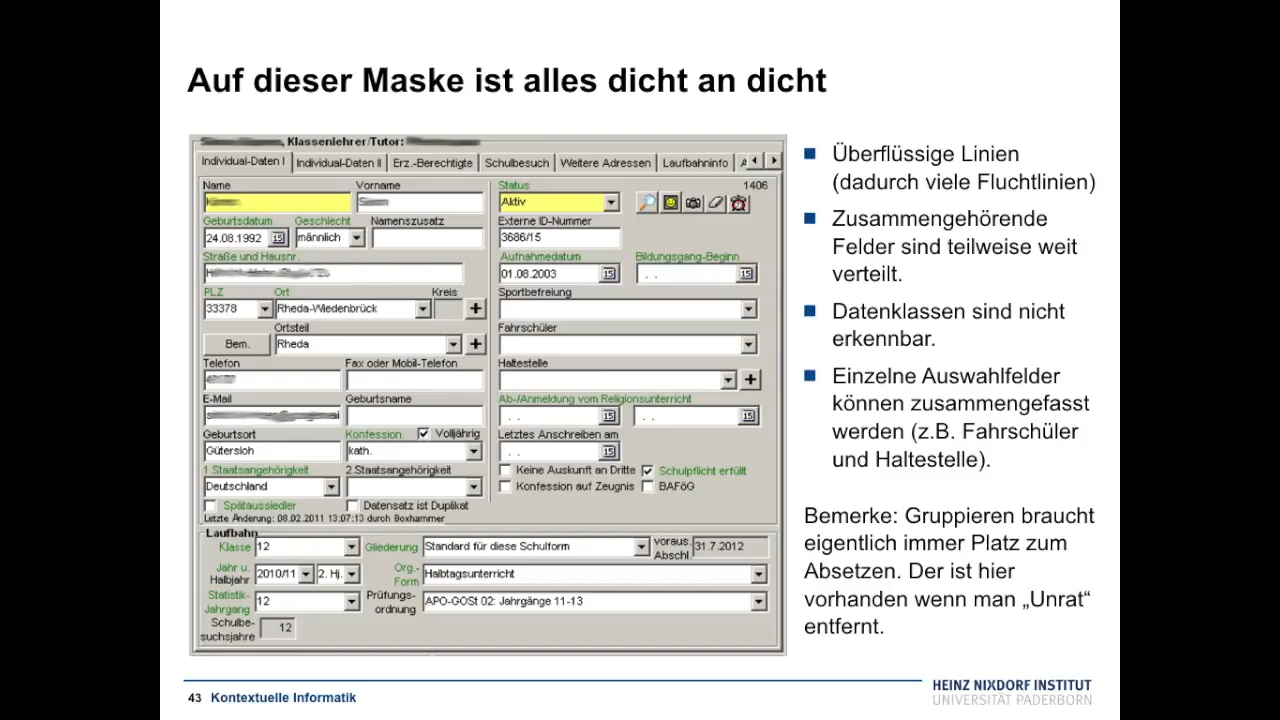 Auf dieser Maske ist alles dicht an dicht
Klassenlehrer/Tutor:
Individual-Daten I Individual-Daten II Erz.-Berechtigte Schulbesuch Weitere Adressen Laufbahninfo A
Name Vorname Status 1406
Aktiv
Geburtsdatum Geschlecht Namenszusatz Externe ID-Nummer
24.08.1992 15 männlich 3686/15
Straße und Hausnr. Aufnahmedatum Bildungsgang-Beginn
01.08.2003 15 . . 15
PLZ Ort Kreis Sportbefreiung
33378 Rheda-Wiedenbrück +
Ortsteil Fahrschüler
Bem. Rheda +
Telefon Fax oder Mobil-Telefon Haltestelle
+
E-Mail Geburtsname Ab-/Anmeldung vom Religionsunterricht
. . 15 . . 15
Geburtsort Konfession Volljährig Letztes Anschreiben am
Gütersloh kath. . . 15
1.Staatsangehörigkeit 2.Staatsangehörigkeit Keine Auskunft an Dritte Schulpflicht erfüllt
Deutschland Konfession auf Zeugnis BAFöG
Spätaussiedler Datensatz ist Duplikat
Letzte Änderung: 08.02.2011 13:07:13 durch Boxhammer
Laufbahn
Klasse 12 Gliederung Standard für diese Schulform voraus. Abschl. 31.7.2012
Jahr u. Halbjahr 2010/11 2. Hj. Org.-Form Halbtagsunterricht
Statistik-Jahrgang 12 Prüfungs-ordnung APO-GOSt 02: Jahrgänge 11-13
Schulbe-suchsjahre 12
Überflüssige Linien
(dadurch viele Fluchtlinien)
Zusammengehörende
Felder sind teilweise weit
verteilt.
Datenklassen sind nicht
erkennbar.
Einzelne Auswahlfelder
können zusammengefasst
werden (z.B. Fahrschüler
und Haltestelle).
Bemerke: Gruppieren braucht
eigentlich immer Platz zum
Absetzen. Der ist hier
vorhanden wenn man „Unrat“
entfernt.
43 Kontextuelle Informatik
HEINZ NIXDORF INSTITUT
UNIVERSITÄT PADERBORN